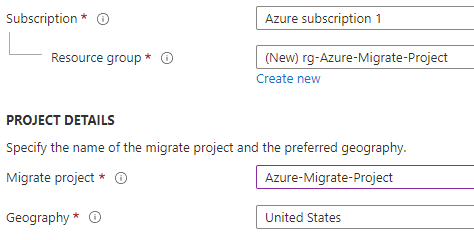 Subscription * Azure subscription 1
Resource group * (New) rg-Azure-Migrate-Project
Create new
PROJECT DETAILS
Specify the name of the migrate project and the preferred geography.
Migrate project * Azure-Migrate-Project
Geography * United States